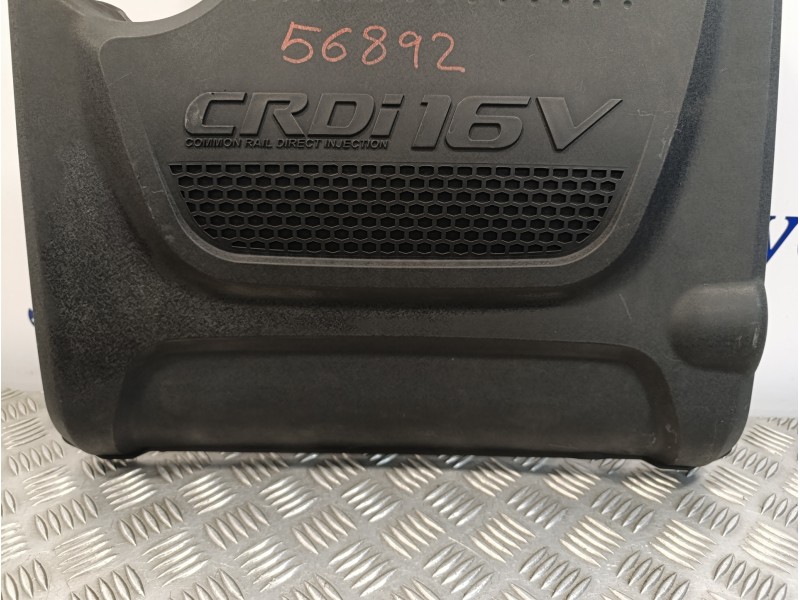 56892
CRDi 16V
COMMON RAIL DIRECT INJECTION